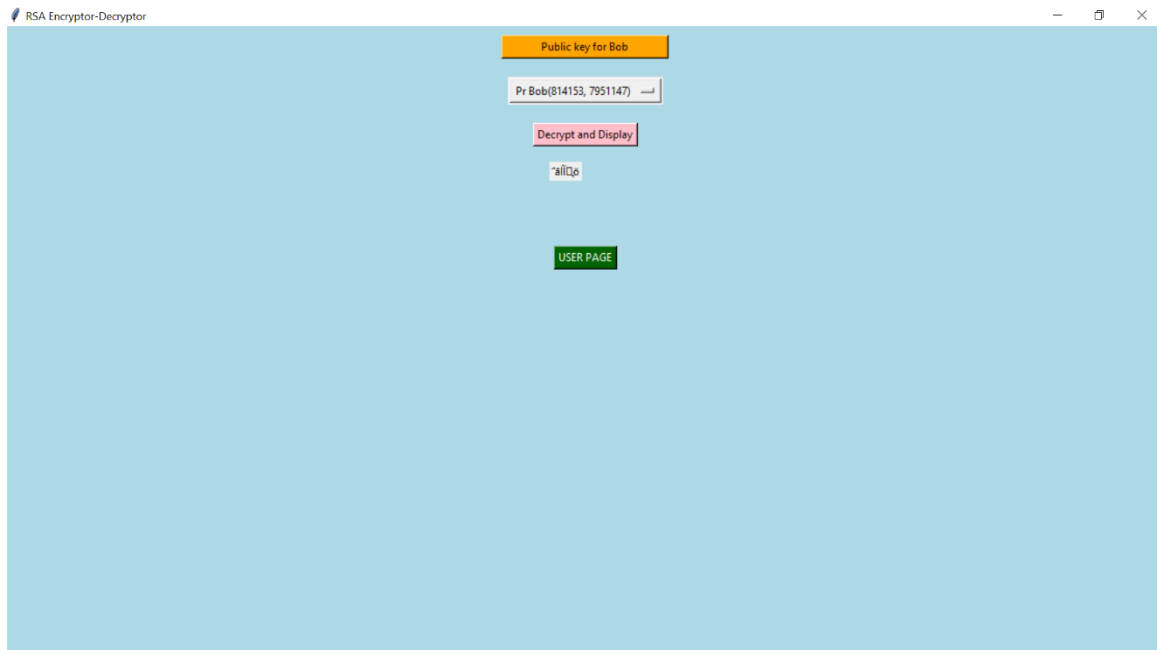 RSA Encryptor-Decryptor
Public key for Bob
Pr Bob(814153, 7951147)
Decrypt and Display
USER PAGE